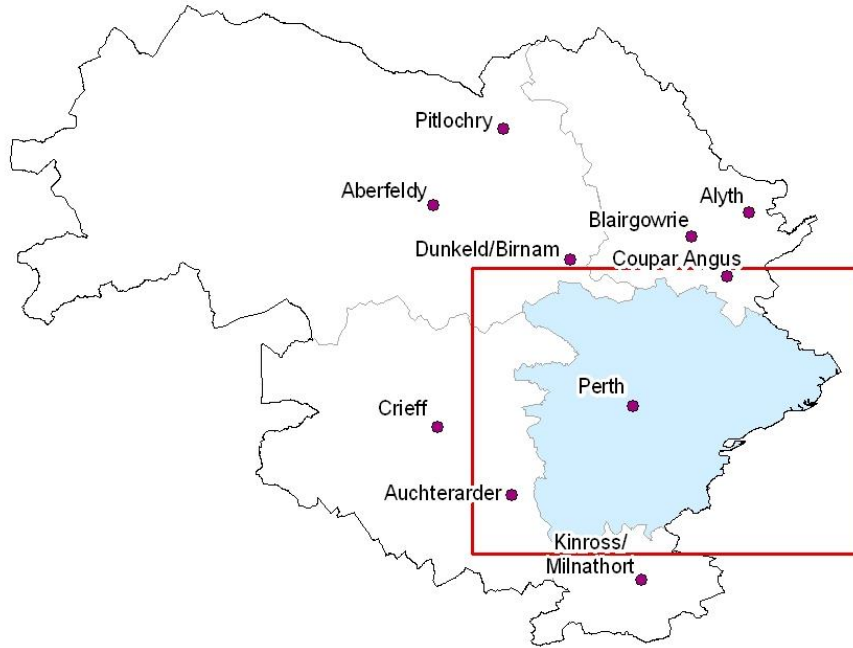 Pitlochry
Aberfeldy
Alyth
Blairgowrie
Dunkeld/Birnam
Coupar Angus
Perth
Crieff
Auchterarder
Kinross/
Milnathort